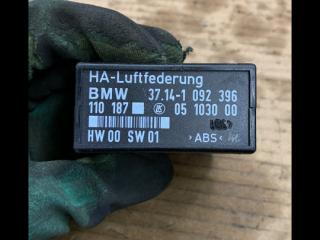 HA-Luftfederung
BMW 37.14-1 092 396
110 187 05 1030 00
HW 00 SW 01 >ABS<